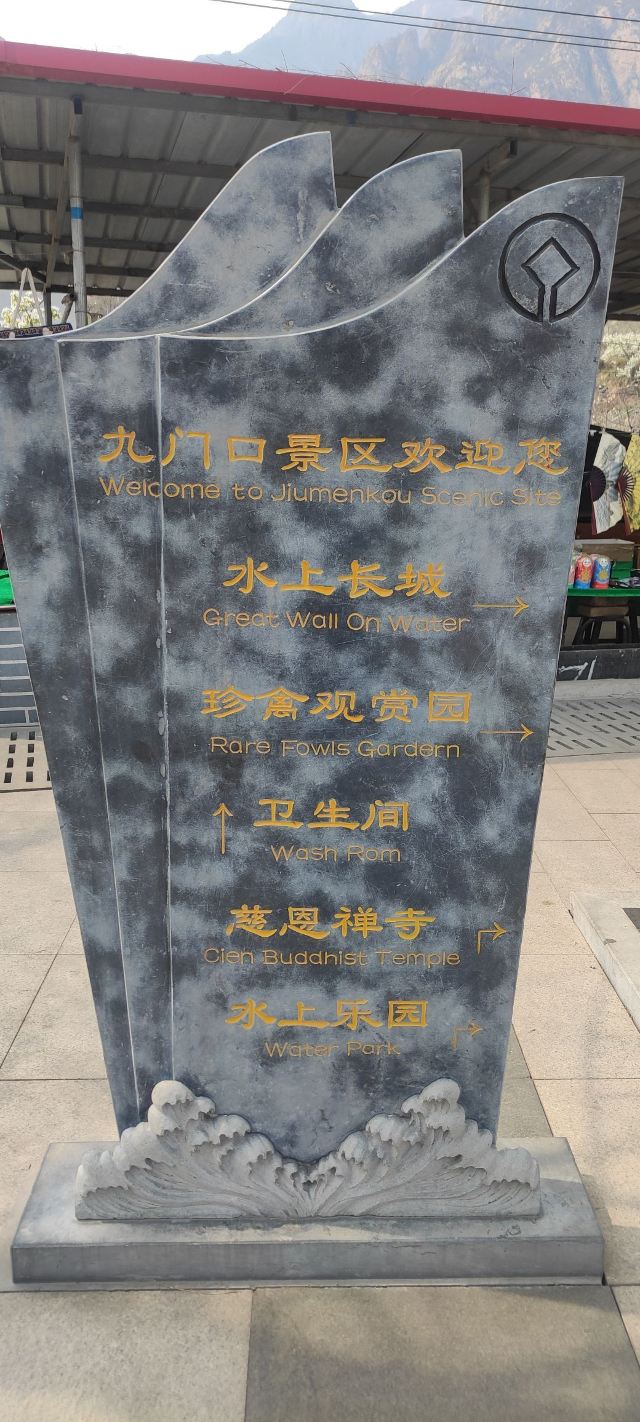 九门口景区欢迎您
Welcome to Jiumenkou Scenic Site
水上长城
Great Wall On Water
珍禽观赏园
Rare Fowls Gardern
卫生间
Wash Rom
慈恩禅寺
Cien Buddhist Temple
水上乐园
Water Park